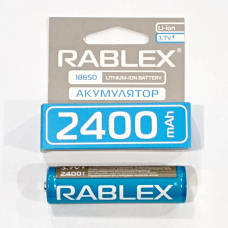 Li-ion
3.7V
RABLEX
18650 LITHIUM-ION BATTERY
АКУМУЛЯТОР
2400 mAh
3.7V
2400
RABLEX